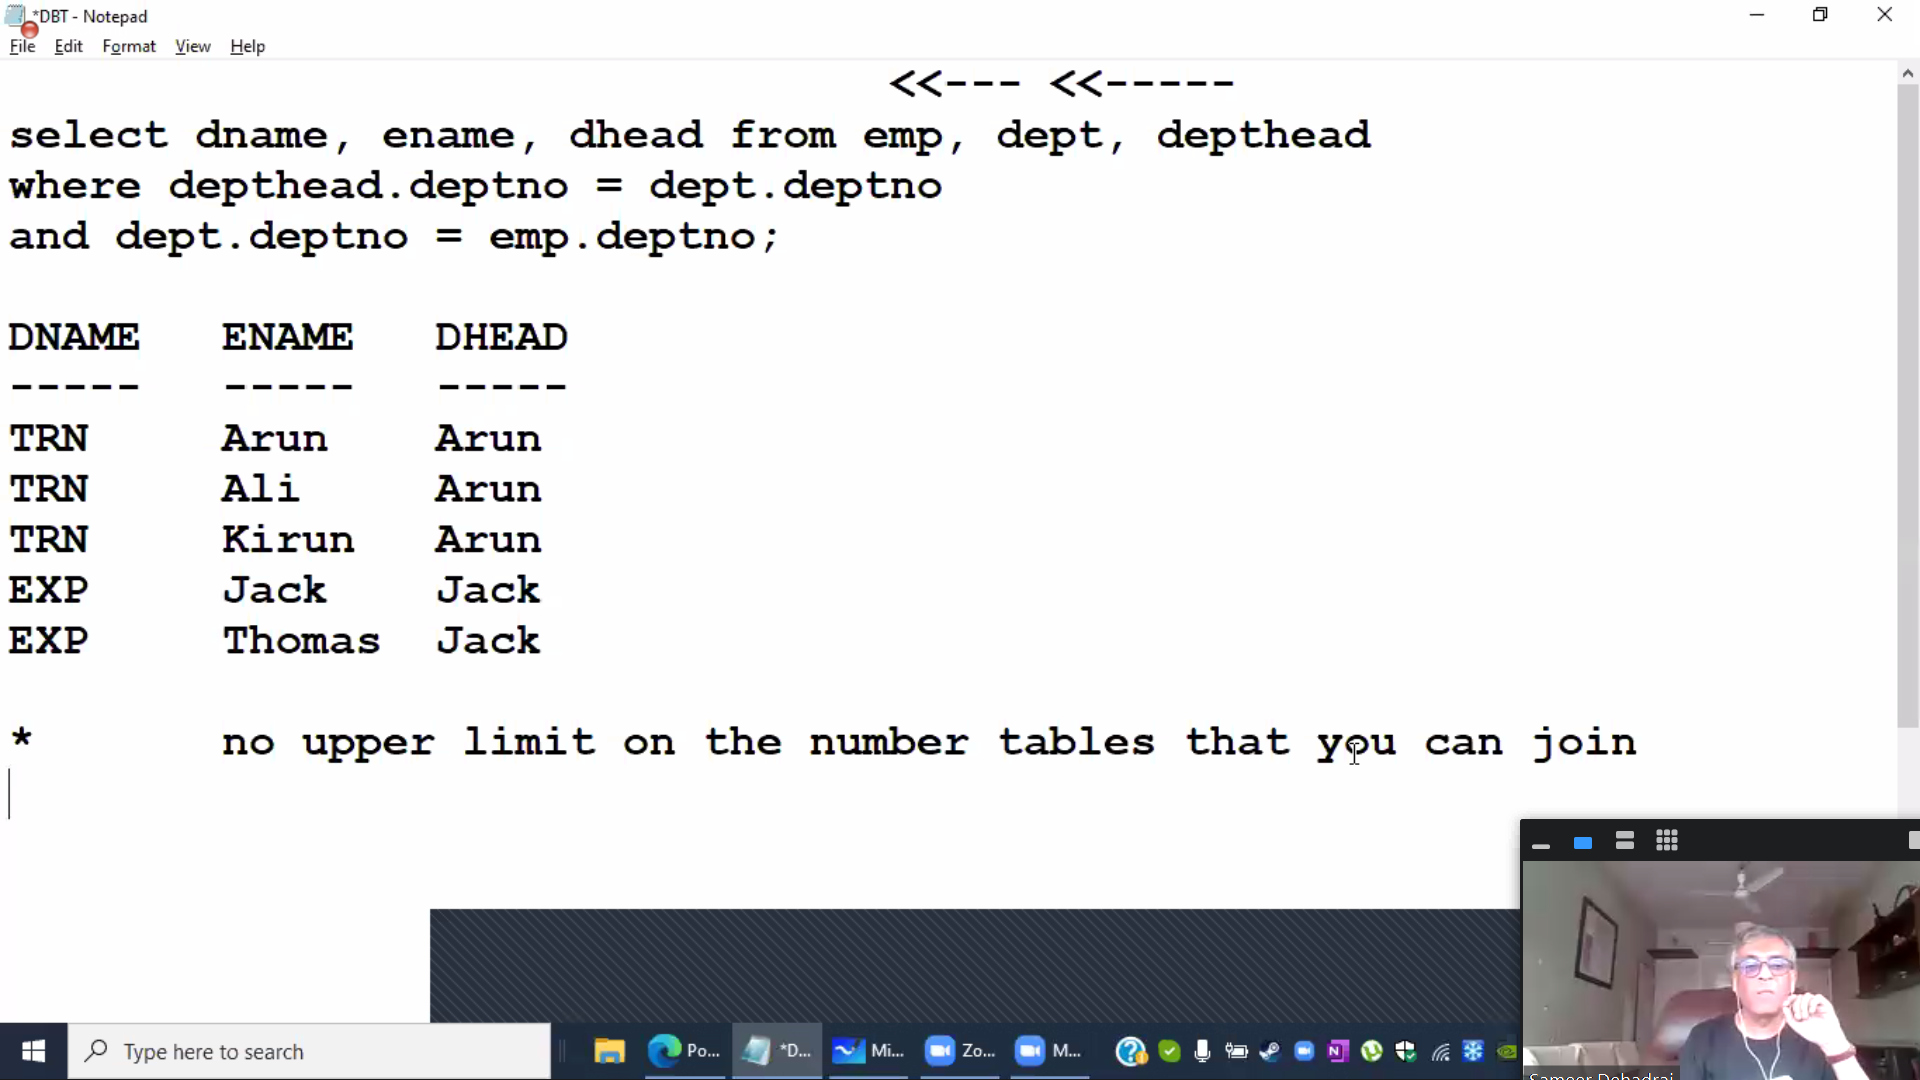 *DBT - Notepad
File Edit Format View Help
<<--- <<-----
select dname, ename, dhead from emp, dept, depthead
where depthead.deptno = dept.deptno
and dept.deptno = emp.deptno;
DNAME ENAME DHEAD
----- ----- -----
TRN Arun Arun
TRN Ali Arun
TRN Kirun Arun
EXP Jack Jack
EXP Thomas Jack
* no upper limit on the number tables that you can join
Type here to search
Po... *D... Mi... Zo... M...
Sameer Dehadrai